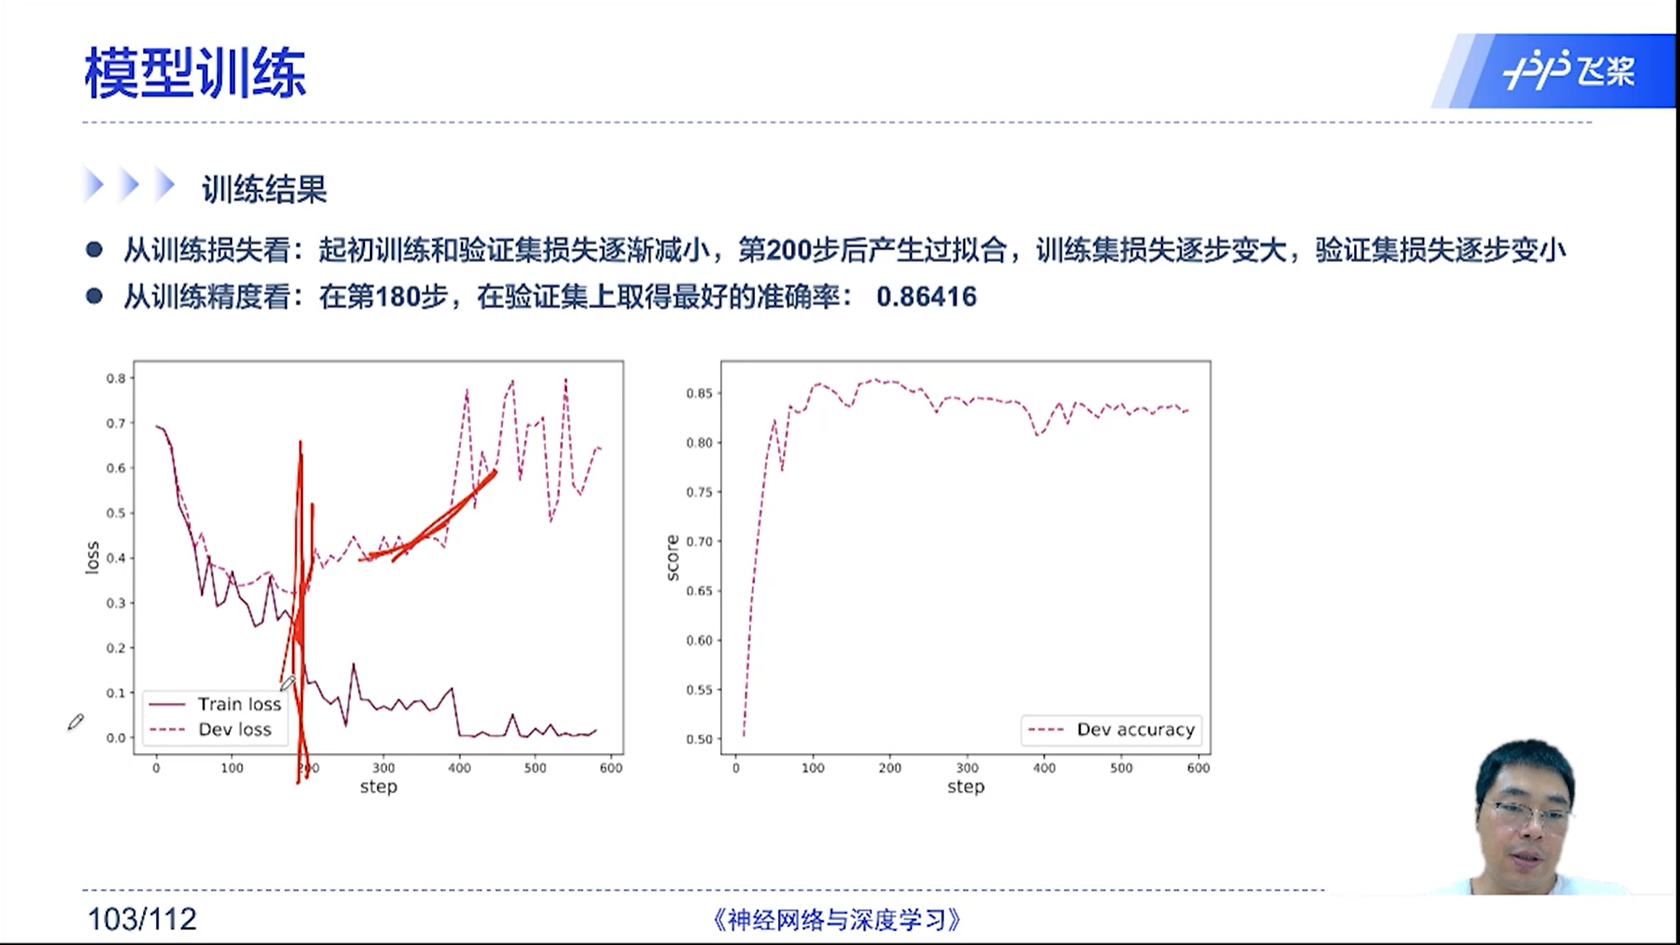 模型训练
飞桨
训练结果
从训练损失看：起初训练和验证集损失逐渐减小，第200步后产生过拟合，训练集损失逐步变大，验证集损失逐步变小
从训练精度看：在第180步，在验证集上取得最好的准确率： 0.86416
0.8
0.7
0.6
0.5
0.4
0.3
0.2
0.1
0.0
loss
Train loss
Dev loss
0 100 200 300 400 500 600
step
0.85
0.80
0.75
0.70
0.65
0.60
0.55
0.50
score
Dev accuracy
0 100 200 300 400 500 600
step
103/112
《神经网络与深度学习》